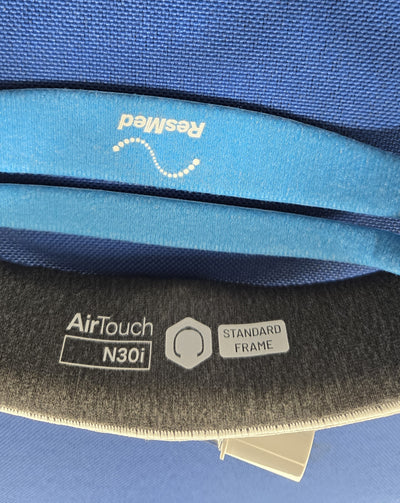 ResMed
AirTouch
N30i
STANDARD
FRAME